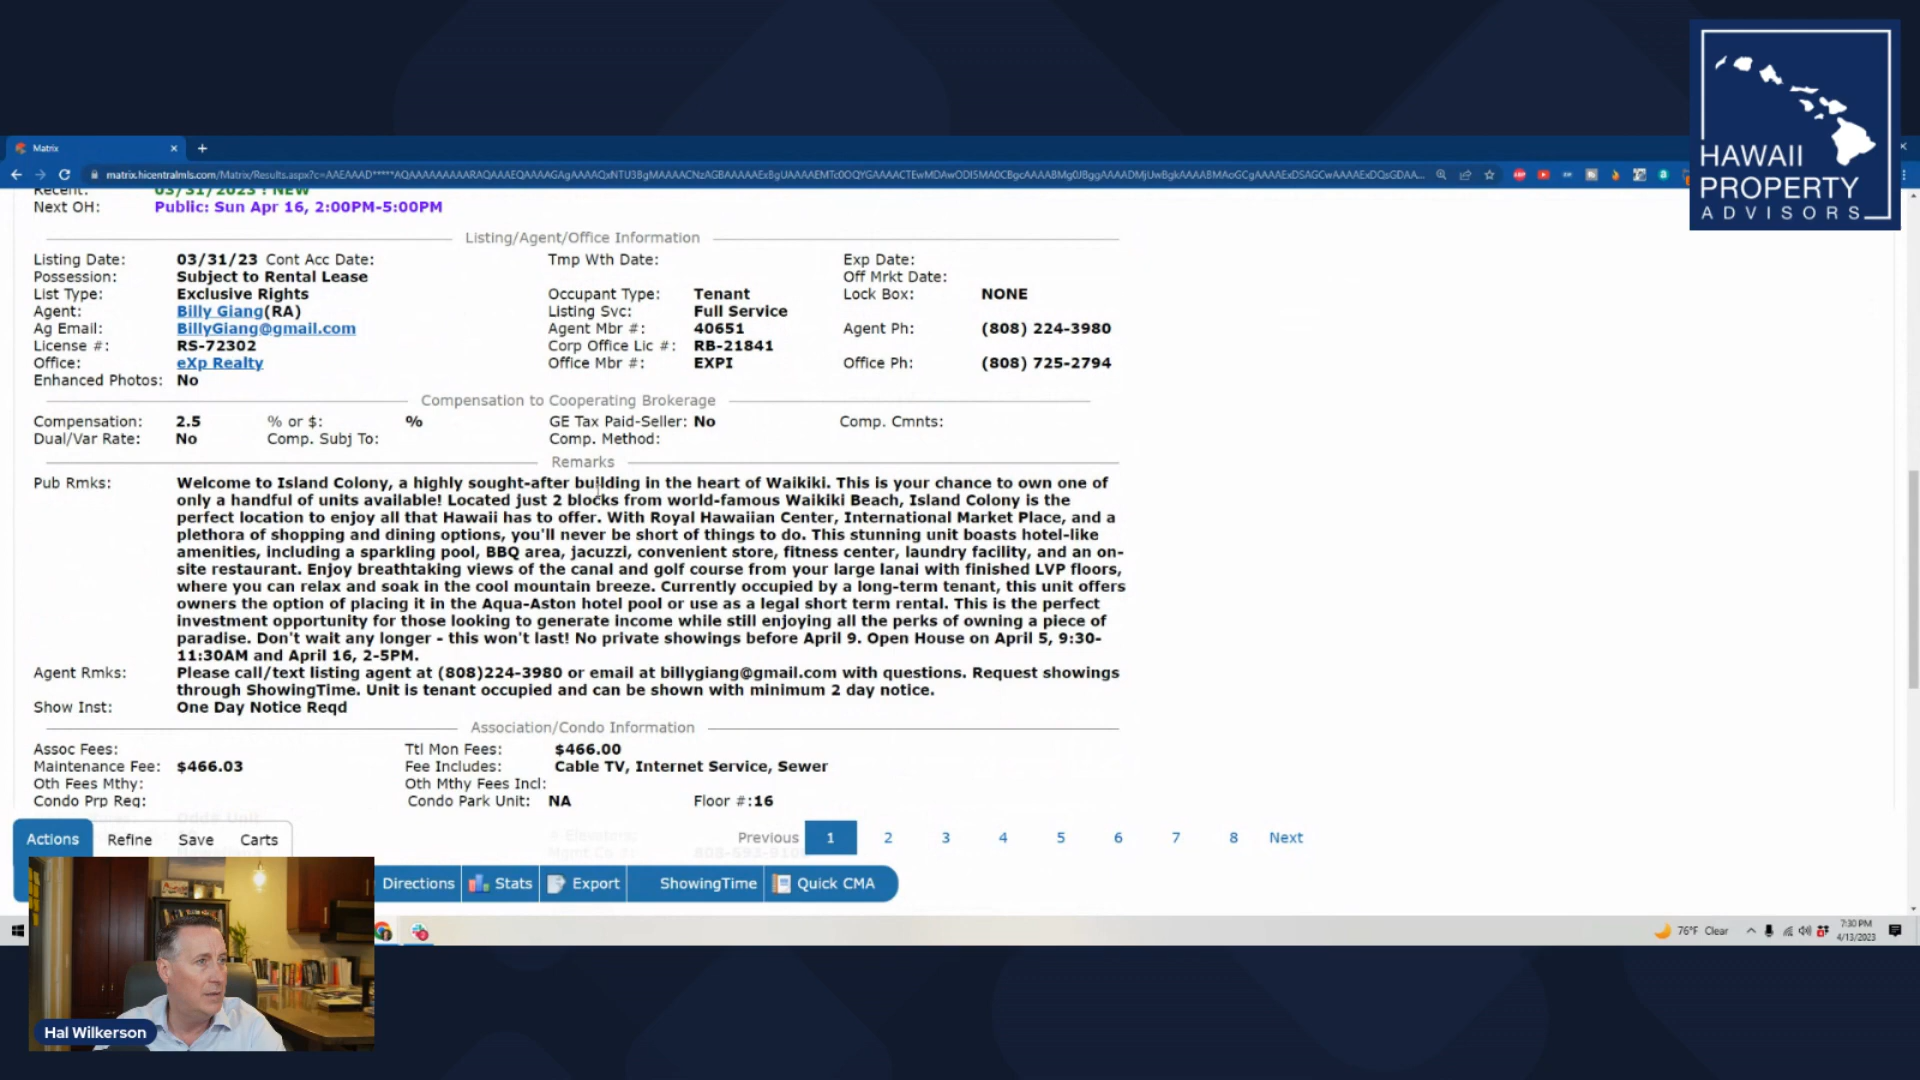 HAWAII
PROPERTY
ADVISORS
Matrix
Recent: 03/31/2023 : NEW
Next OH: Public: Sun Apr 16, 2:00PM-5:00PM
Listing/Agent/Office Information
Listing Date: 03/31/23 Cont Acc Date: Tmp Wth Date: Exp Date:
Possession: Subject to Rental Lease Off Mrkt Date:
List Type: Exclusive Rights Occupant Type: Tenant Lock Box: NONE
Agent: Billy Giang(RA) Listing Svc: Full Service
Ag Email: BillyGiang@gmail.com Agent Mbr #: 40651 Agent Ph: (808) 224-3980
License #: RS-72302 Corp Office Lic #: RB-21841
Office: eXp Realty Office Mbr #: EXPI Office Ph: (808) 725-2794
Enhanced Photos: No
Compensation to Cooperating Brokerage
Compensation: 2.5 % or $: % GE Tax Paid-Seller: No Comp. Cmnts:
Dual/Var Rate: No Comp. Subj To: Comp. Method:
Remarks
Pub Rmks: Welcome to Island Colony, a highly sought-after building in the heart of Waikiki. This is your chance to own one of
only a handful of units available! Located just 2 blocks from world-famous Waikiki Beach, Island Colony is the
perfect location to enjoy all that Hawaii has to offer. With Royal Hawaiian Center, International Market Place, and a
plethora of shopping and dining options, you'll never be short of things to do. This stunning unit boasts hotel-like
amenities, including a sparkling pool, BBQ area, jacuzzi, convenient store, fitness center, laundry facility, and an on-
site restaurant. Enjoy breathtaking views of the canal and golf course from your large lanai with finished LVP floors,
where you can relax and soak in the cool mountain breeze. Currently occupied by a long-term tenant, this unit offers
owners the option of placing it in the Aqua-Aston hotel pool or use as a legal short term rental. This is the perfect
investment opportunity for those looking to generate income while still enjoying all the perks of owning a piece of
paradise. Don't wait any longer - this won't last! No private showings before April 9. Open House on April 5, 9:30-
11:30AM and April 16, 2-5PM.
Agent Rmks: Please call/text listing agent at (808)224-3980 or email at billygiang@gmail.com with questions. Request showings
through ShowingTime. Unit is tenant occupied and can be shown with minimum 2 day notice.
Show Inst: One Day Notice Reqd
Association/Condo Information
Assoc Fees: Ttl Mon Fees: $466.00
Maintenance Fee: $466.03 Fee Includes: Cable TV, Internet Service, Sewer
Oth Fees Mthy: Oth Mthy Fees Incl:
Condo Prp Reg: Condo Park Unit: NA Floor #:16
Actions Refine Save Carts Previous 1 2 3 4 5 6 7 8 Next
Directions Stats Export ShowingTime Quick CMA
76°F Clear
7:30 PM
4/13/2023
Hal Wilkerson